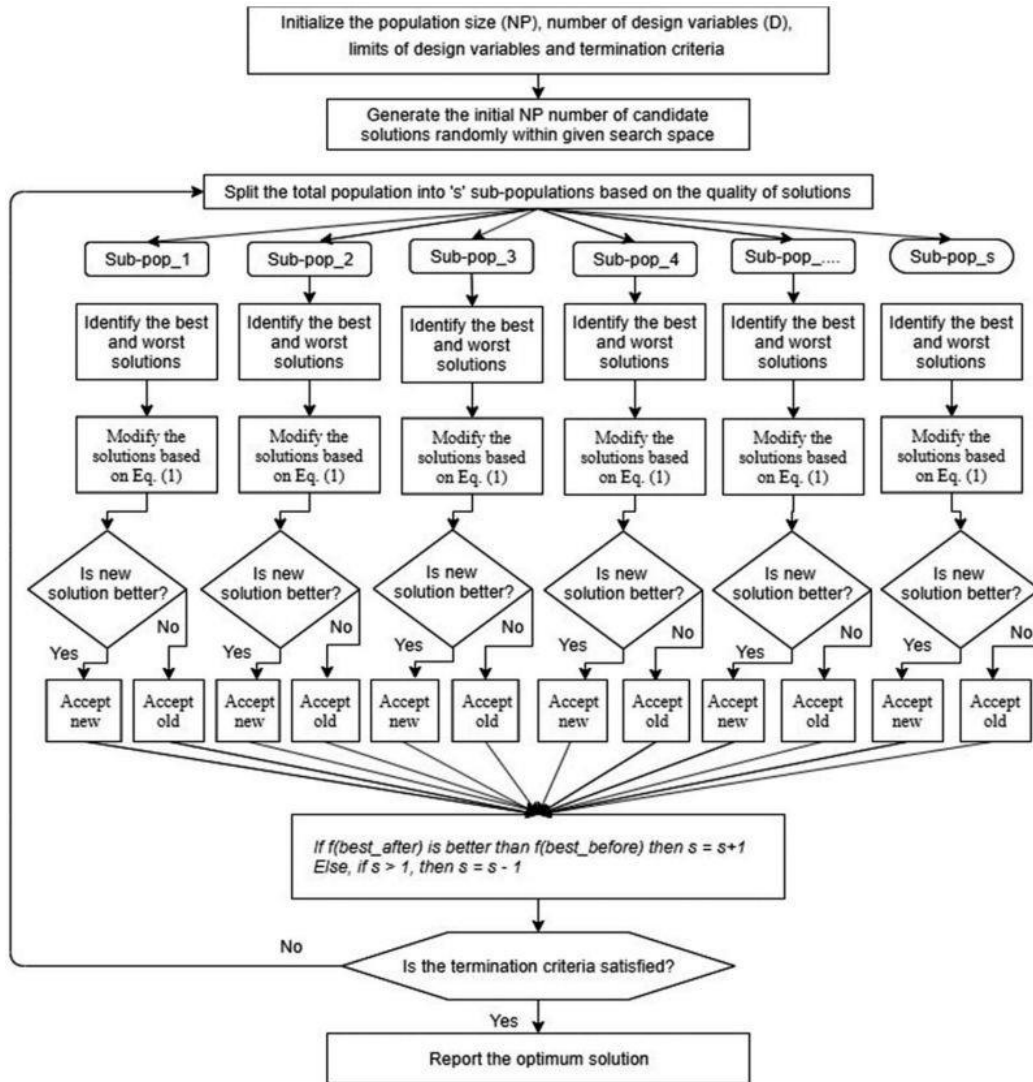 Initialize the population size (NP), number of design variables (D),
limits of design variables and termination criteria
Generate the initial NP number of candidate
solutions randomly within given search space
Split the total population into 's' sub-populations based on the quality of solutions
Sub-pop_1
Sub-pop_2
Sub-pop_3
Sub-pop_4
Sub-pop_....
Sub-pop_s
Identify the best
and worst
solutions
Identify the best
and worst
solutions
Identify the best
and worst
solutions
Identify the best
and worst
solutions
Identify the best
and worst
solutions
Identify the best
and worst
solutions
Modify the
solutions based
on Eq. (1)
Modify the
solutions based
on Eq. (1)
Modify the
solutions based
on Eq. (1)
Modify the
solutions based
on Eq. (1)
Modify the
solutions based
on Eq. (1)
Modify the
solutions based
on Eq. (1)
Is new
solution better?
Is new
solution better?
Is new
solution better?
Is new
solution better?
Is new
solution better?
Is new
solution better?
Yes
No
Yes
No
Yes
No
Yes
No
Yes
No
Yes
No
Accept
new
Accept
old
Accept
new
Accept
old
Accept
new
Accept
old
Accept
new
Accept
old
Accept
new
Accept
old
Accept
new
Accept
old
If f(best_after) is better than f(best_before) then s = s+1
Else, if s > 1, then s = s - 1
No
Is the termination criteria satisfied?
Yes
Report the optimum solution